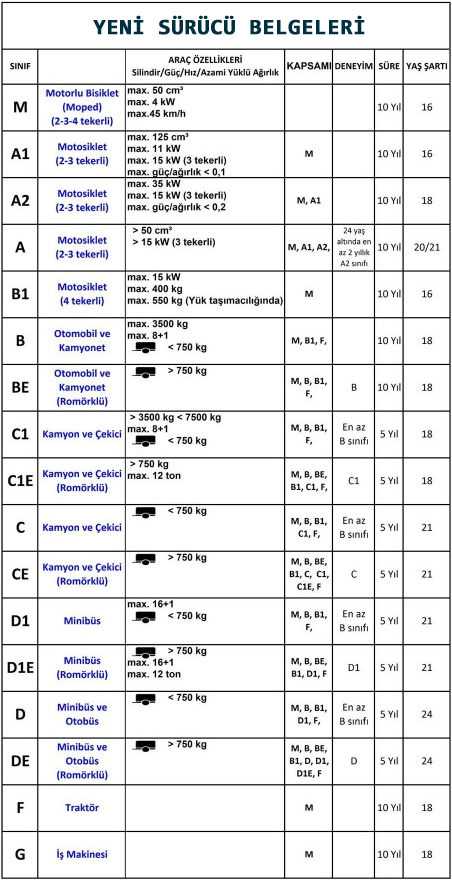 YENİ SÜRÜCÜ BELGELERİ
SINIF
ARAÇ ÖZELLİKLERİ
Silindir/Güç/Hız/Azami Yüklü Ağırlık
KAPSAMI
DENEYİM
SÜRE
YAŞ ŞARTI
M
Motorlu Bisiklet
(Moped)
(2-3-4 tekerli)
max. 50 cm³
max. 4 kW
max.45 km/h
10 Yıl
16
A1
Motosiklet
(2-3 tekerli)
max. 125 cm³
max. 11 kW
max. 15 kW (3 tekerli)
max. güç/ağırlık < 0,1
M
10 Yıl
16
A2
Motosiklet
(2-3 tekerli)
max. 35 kW
max. 15 kW (3 tekerli)
max. güç/ağırlık < 0,2
M, A1
10 Yıl
18
A
Motosiklet
(2-3 tekerli)
> 50 cm³
> 15 kW (3 tekerli)
M, A1, A2,
24 yaş
altında en
az 2 yıllık
A2 sınıfı
10 Yıl
20/21
B1
Motosiklet
(4 tekerli)
max. 15 kW
max. 400 kg
max. 550 kg (Yük taşımacılığında)
M
10 Yıl
16
B
Otomobil ve
Kamyonet
max. 3500 kg
max. 8+1
< 750 kg
M, B1, F,
10 Yıl
18
BE
Otomobil ve
Kamyonet
(Romörklü)
> 750 kg
M, B, B1,
F,
B
10 Yıl
18
C1
Kamyon ve Çekici
> 3500 kg < 7500 kg
max. 8+1
< 750 kg
M, B, B1,
F,
En az
B sınıfı
5 Yıl
18
C1E
Kamyon ve Çekici
(Romörklü)
> 750 kg
max. 12 ton
M, B, BE,
B1, C1, F,
C1
5 Yıl
18
C
Kamyon ve Çekici
< 750 kg
M, B, B1,
C1, F,
En az
B sınıfı
5 Yıl
21
CE
Kamyon ve Çekici
(Romörklü)
> 750 kg
M, B, BE,
B1, C, C1,
C1E, F
C
5 Yıl
21
D1
Minibüs
max. 16+1
< 750 kg
M, B, B1,
F,
En az
B sınıfı
5 Yıl
21
D1E
Minibüs
(Romörklü)
> 750 kg
max. 16+1
max. 12 ton
M, B, BE,
B1, D1, F
D1
5 Yıl
21
D
Minibüs ve
Otobüs
< 750 kg
M, B, B1,
D1, F,
En az
B sınıfı
5 Yıl
24
DE
Minibüs ve
Otobüs
(Romörklü)
> 750 kg
M, B, BE,
B1, D, D1,
D1E, F
D
5 Yıl
24
F
Traktör
M
10 Yıl
18
G
İş Makinesi
M
10 Yıl
18